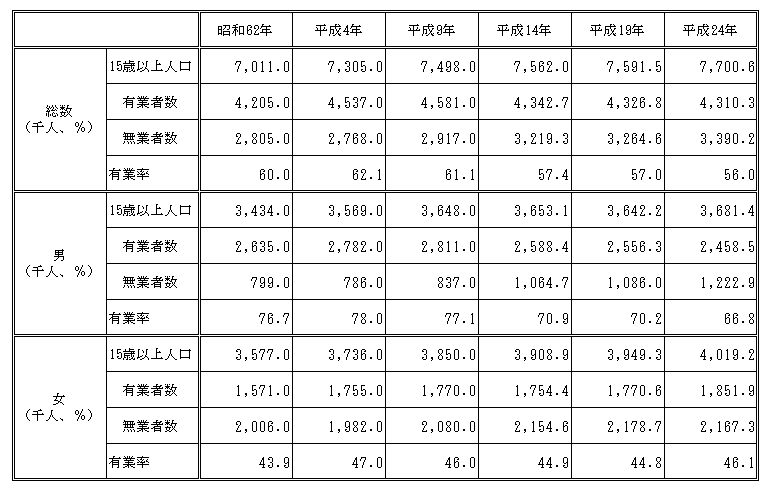 昭和62年 平成4年 平成9年 平成14年 平成19年 平成24年
総数
（千人、％）
15歳以上人口 7,011.0 7,305.0 7,498.0 7,562.0 7,591.5 7,700.6
有業者数 4,205.0 4,537.0 4,581.0 4,342.7 4,326.8 4,310.3
無業者数 2,805.0 2,768.0 2,917.0 3,219.3 3,264.6 3,390.2
有業率 60.0 62.1 61.1 57.4 57.0 56.0
男
（千人、％）
15歳以上人口 3,434.0 3,569.0 3,648.0 3,653.1 3,642.2 3,681.4
有業者数 2,635.0 2,782.0 2,811.0 2,588.4 2,556.3 2,458.5
無業者数 799.0 786.0 837.0 1,064.7 1,086.0 1,222.9
有業率 76.7 78.0 77.1 70.9 70.2 66.8
女
（千人、％）
15歳以上人口 3,577.0 3,736.0 3,850.0 3,908.9 3,949.3 4,019.2
有業者数 1,571.0 1,755.0 1,770.0 1,754.4 1,770.6 1,851.9
無業者数 2,006.0 1,982.0 2,080.0 2,154.6 2,178.7 2,167.3
有業率 43.9 47.0 46.0 44.9 44.8 46.1